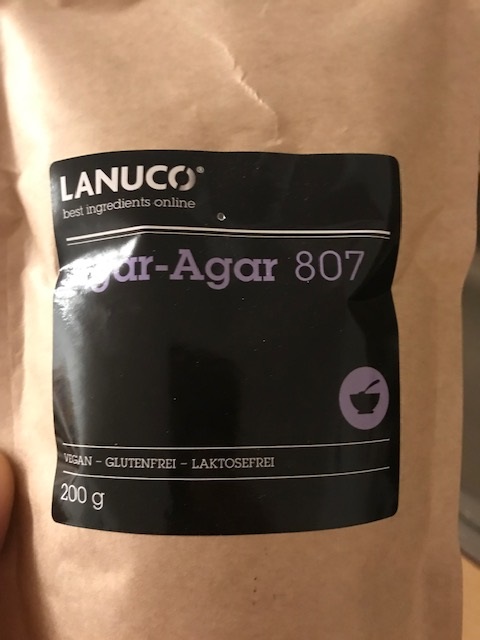 LANUCO®
best ingredients online
Agar-Agar 807
VEGAN – GLUTENFREI – LAKTOSEFREI
200 g